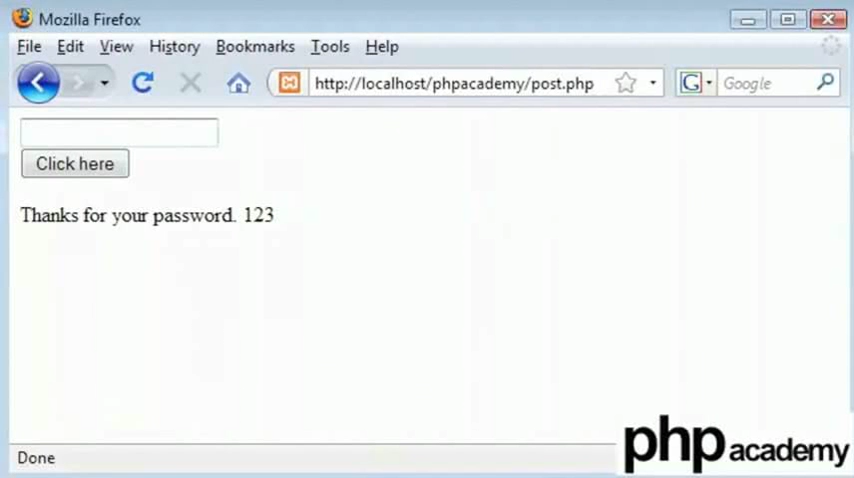 Mozilla Firefox
File Edit View History Bookmarks Tools Help
http://localhost/phpacademy/post.php G Google
Click here
Thanks for your password. 123
Done
php academy